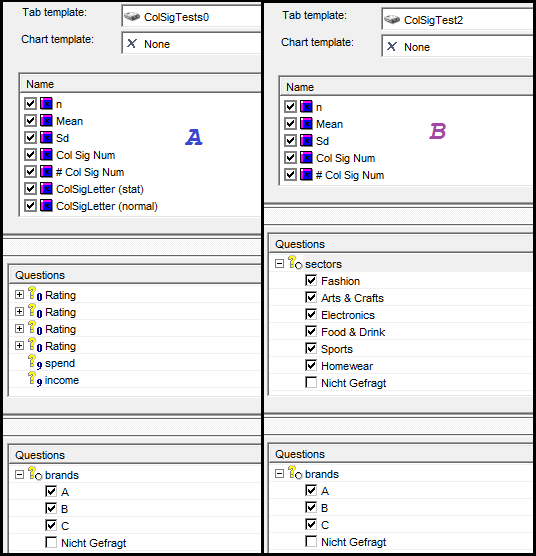 Tab template: ColSigTests0
Chart template: None
Name
n
Mean
Sd
Col Sig Num
# Col Sig Num
ColSigLetter (stat)
ColSigLetter (normal)
A
Questions
Rating
Rating
Rating
Rating
spend
income
Questions
brands
A
B
C
Nicht Gefragt
Tab template: ColSigTest2
Chart template: None
Name
n
Mean
Sd
Col Sig Num
# Col Sig Num
B
Questions
sectors
Fashion
Arts & Crafts
Electronics
Food & Drink
Sports
Homewear
Nicht Gefragt
Questions
brands
A
B
C
Nicht Gefragt